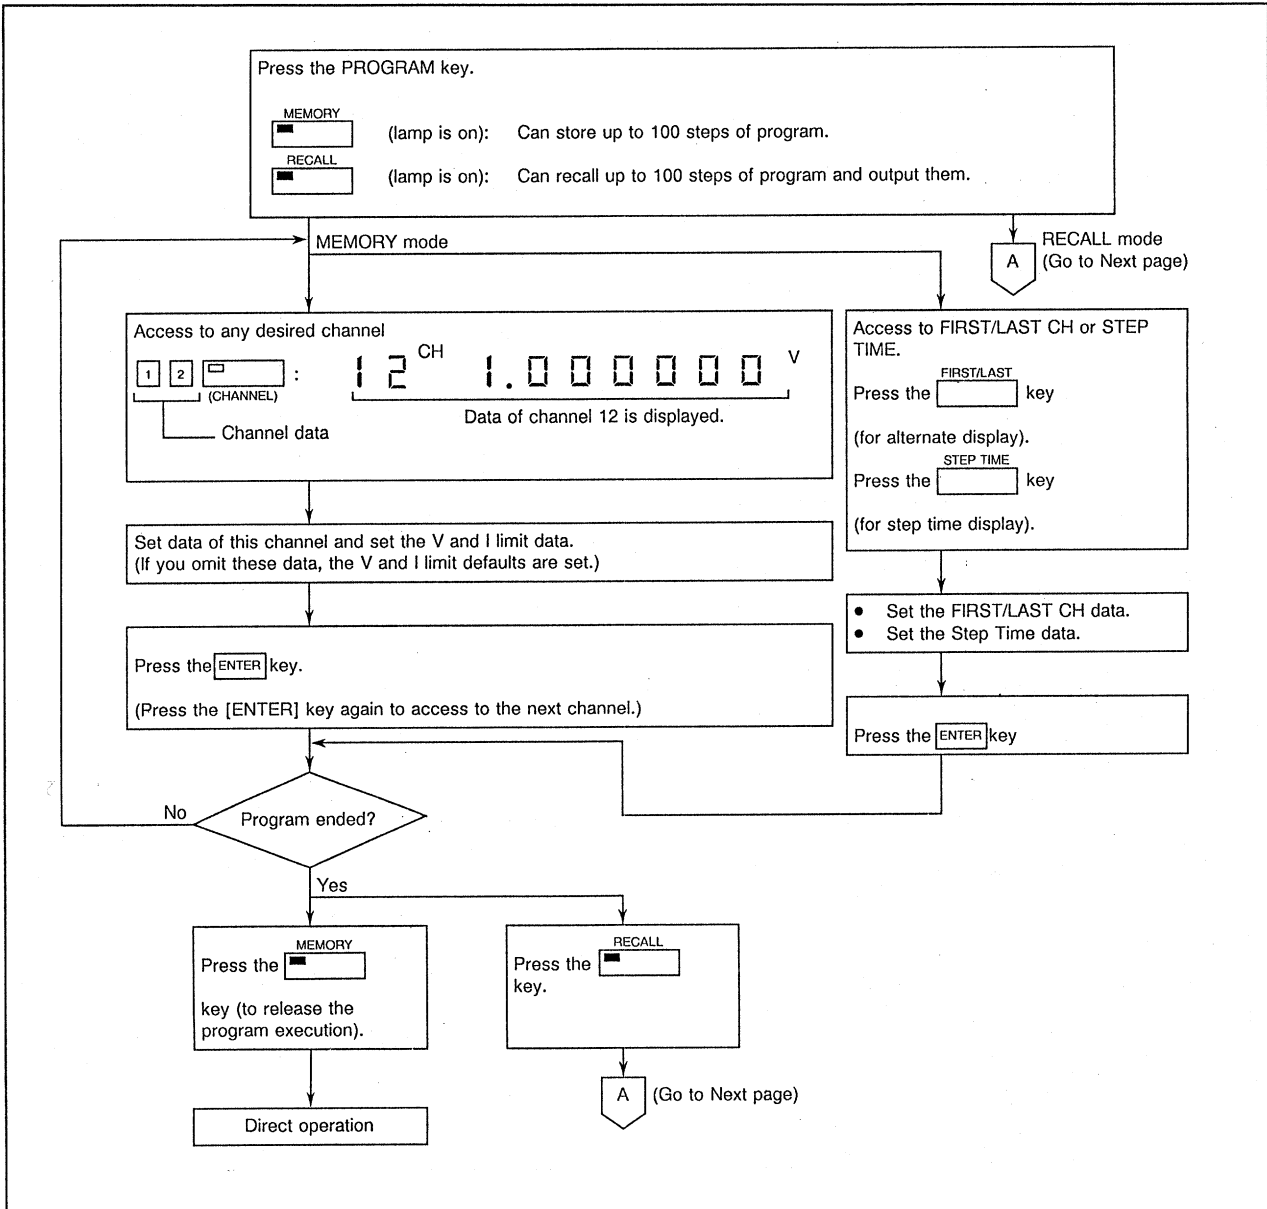 Press the PROGRAM key.
MEMORY
(lamp is on): Can store up to 100 steps of program.
RECALL
(lamp is on): Can recall up to 100 steps of program and output them.
MEMORY mode
A
RECALL mode
(Go to Next page)
Access to any desired channel
1 2 (CHANNEL) : 12 CH 1.000000 V
Data of channel 12 is displayed.
Channel data
Access to FIRST/LAST CH or STEP
TIME.
FIRST/LAST
Press the key
(for alternate display).
STEP TIME
Press the key
(for step time display).
Set data of this channel and set the V and I limit data.
(If you omit these data, the V and I limit defaults are set.)
• Set the FIRST/LAST CH data.
• Set the Step Time data.
Press the ENTER key.
(Press the [ENTER] key again to access to the next channel.)
Press the ENTER key
No
Program ended?
Yes
MEMORY
Press the
key (to release the
program execution).
RECALL
Press the
key.
Direct operation
A
(Go to Next page)